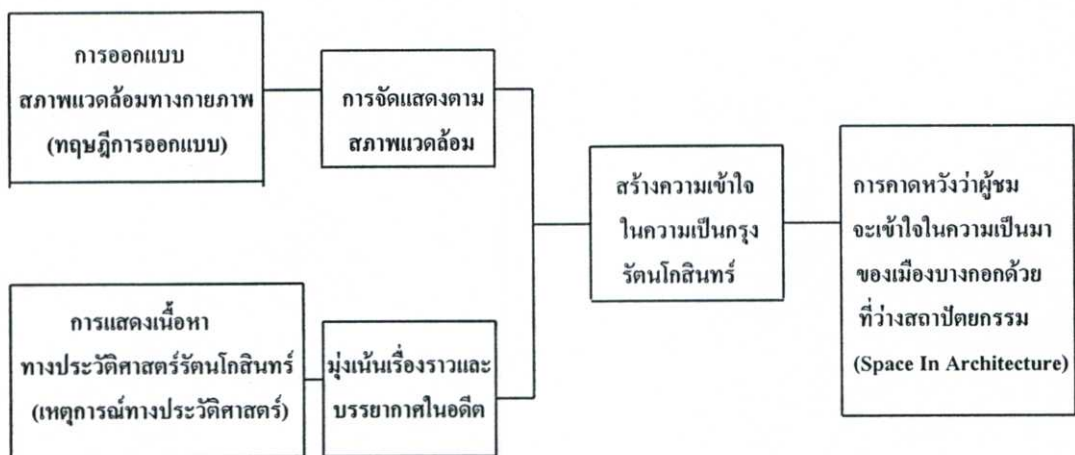 การออกแบบ
สภาพแวดล้อมทางกายภาพ
(ทฤษฎีการออกแบบ)
การจัดแสดงตาม
สภาพแวดล้อม
การแสดงเนื้อหา
ทางประวัติศาสตร์รัตนโกสินทร์
(เหตุการณ์ทางประวัติศาสตร์)
มุ่งเน้นเรื่องราวและ
บรรยากาศในอดีต
สร้างความเข้าใจ
ในความเป็นกรุง
รัตนโกสินทร์
การคาดหวังว่าผู้ชม
จะเข้าใจในความเป็นมา
ของเมืองบางกอกด้วย
ที่ว่างสถาปัตยกรรม
(Space In Architecture)